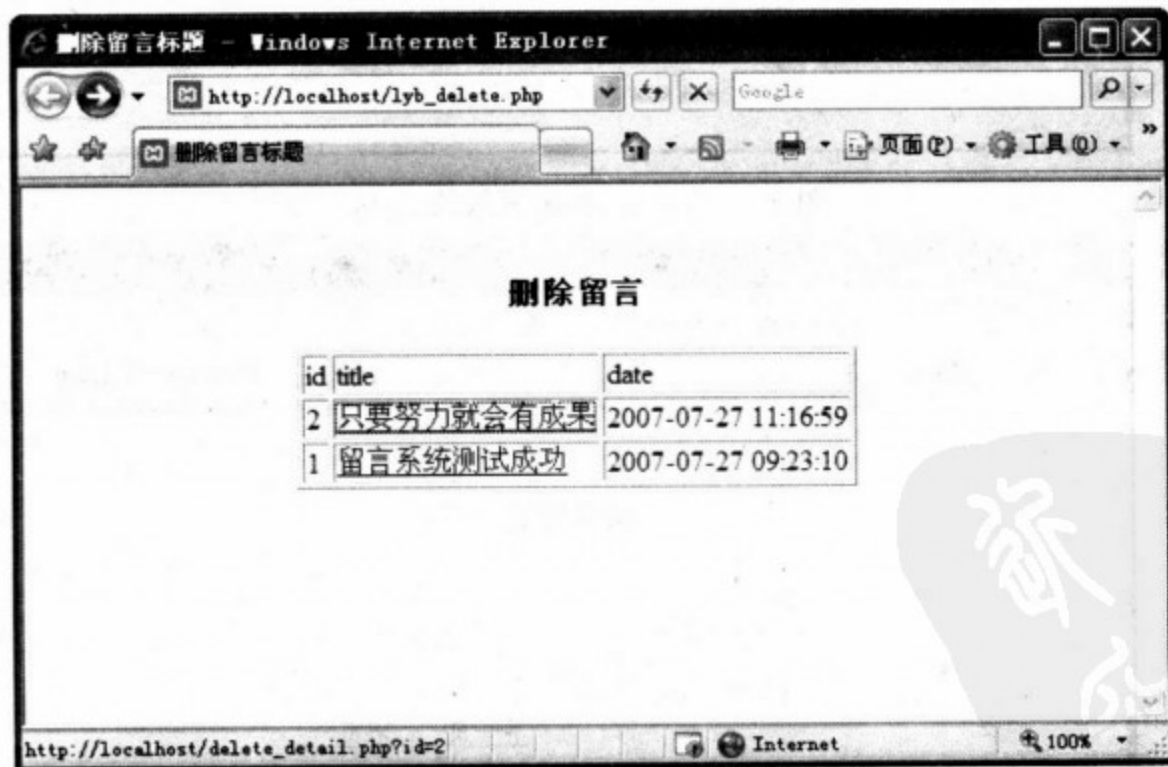 删除留言标题 - Windows Internet Explorer
http://localhost/lyb_delete.php
Google
删除留言标题
页面(P)
工具(O)
删除留言
id title date
2 只要努力就会有成果 2007-07-27 11:16:59
1 留言系统测试成功 2007-07-27 09:23:10
http://localhost/delete_detail.php?id=2
Internet
100%